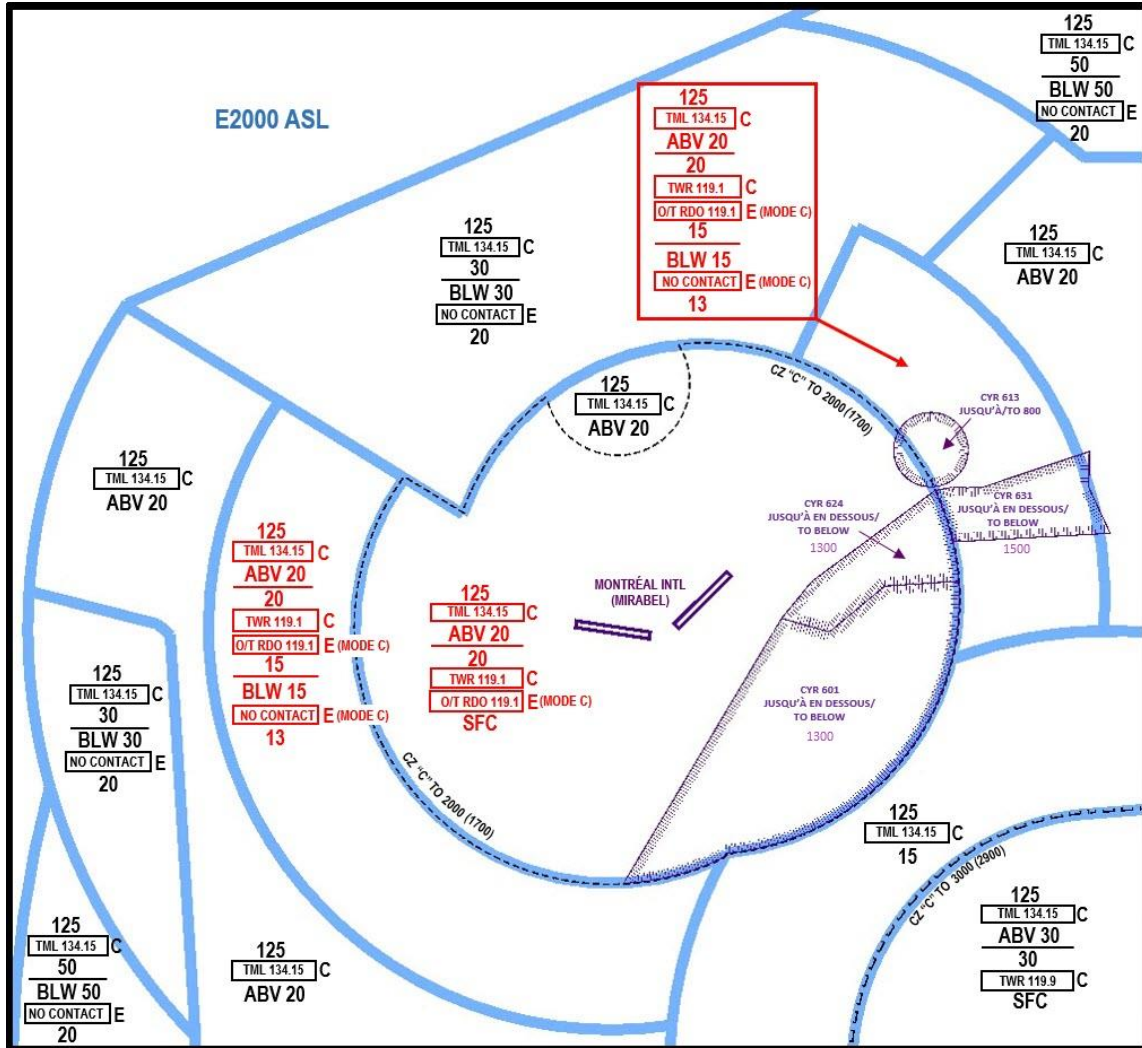 E2000 ASL
125
TML 134.15 C
50
BLW 50
NO CONTACT E
20
125
TML 134.15 C
ABV 20
20
TWR 119.1 C
O/T RDO 119.1 E (MODE C)
15
BLW 15
NO CONTACT E (MODE C)
13
125
TML 134.15 C
30
BLW 30
NO CONTACT E
20
125
TML 134.15 C
ABV 20
125
TML 134.15 C
ABV 20
CZ "C" TO 2000 (1700)
CYR 613
JUSQU'À/TO 800
125
TML 134.15 C
ABV 20
CYR 624
JUSQU'À EN DESSOUS/
TO BELOW
1300
CYR 631
JUSQU'À EN DESSOUS/
TO BELOW
1500
125
TML 134.15 C
ABV 20
20
TWR 119.1 C
O/T RDO 119.1 E (MODE C)
15
BLW 15
NO CONTACT E (MODE C)
13
MONTRÉAL INTL
(MIRABEL)
125
TML 134.15 C
ABV 20
20
TWR 119.1 C
O/T RDO 119.1 E (MODE C)
SFC
125
TML 134.15 C
30
BLW 30
NO CONTACT E
20
CYR 601
JUSQU'À EN DESSOUS/
TO BELOW
1300
CZ "C" TO 2000 (1700)
125
TML 134.15 C
15
CZ "C" TO 3000 (2900)
125
TML 134.15 C
50
BLW 50
NO CONTACT E
20
125
TML 134.15 C
ABV 20
125
TML 134.15 C
ABV 30
30
TWR 119.9 C
SFC